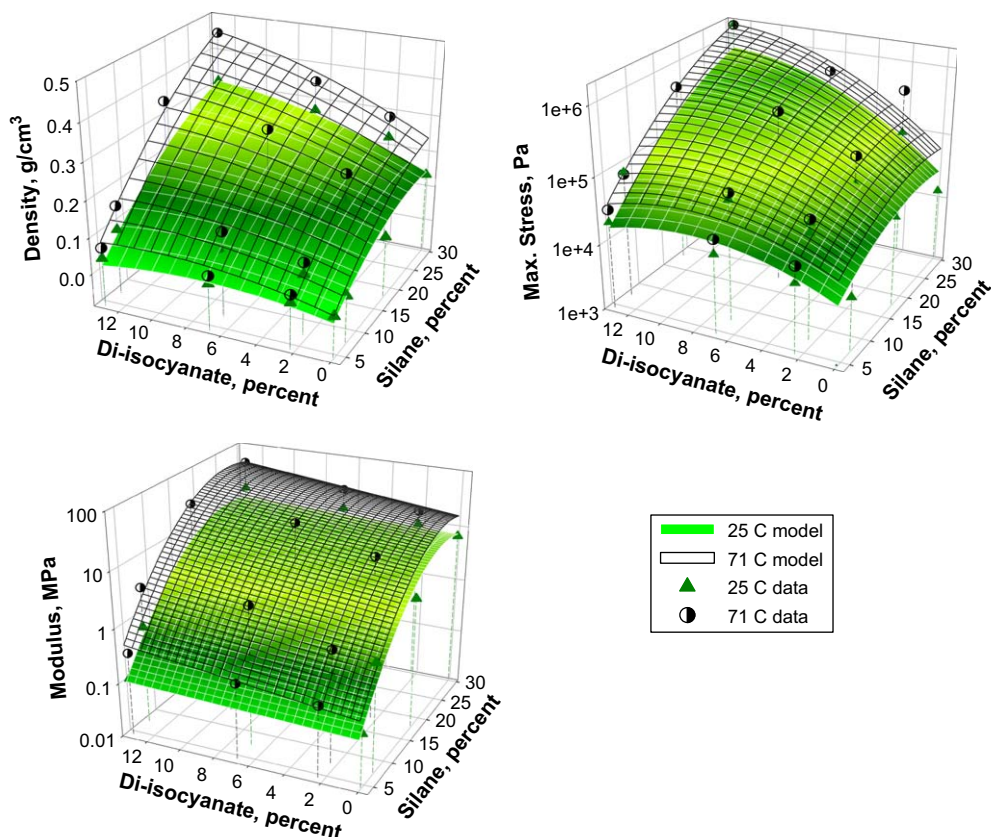 0.5
0.4
0.3
0.2
0.1
0.0
Density, g/cm³
12 10 8 6 4 2 0
Di-isocyanate, percent
5 10 15 20 25 30
Silane, percent
1e+6
1e+5
1e+4
1e+3
Max. Stress, Pa
12 10 8 6 4 2 0
Di-isocyanate, percent
5 10 15 20 25 30
Silane, percent
100
10
1
0.1
0.01
Modulus, MPa
12 10 8 6 4 2 0
Di-isocyanate, percent
5 10 15 20 25 30
Silane, percent
25 C model
71 C model
25 C data
71 C data